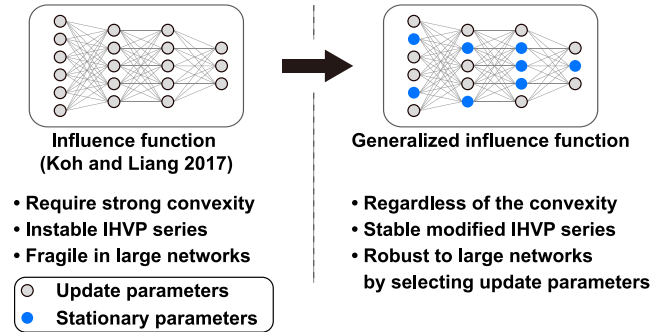 Influence function
(Koh and Liang 2017)
• Require strong convexity
• Instable IHVP series
• Fragile in large networks
Generalized influence function
• Regardless of the convexity
• Stable modified IHVP series
• Robust to large networks
by selecting update parameters
Update parameters
Stationary parameters